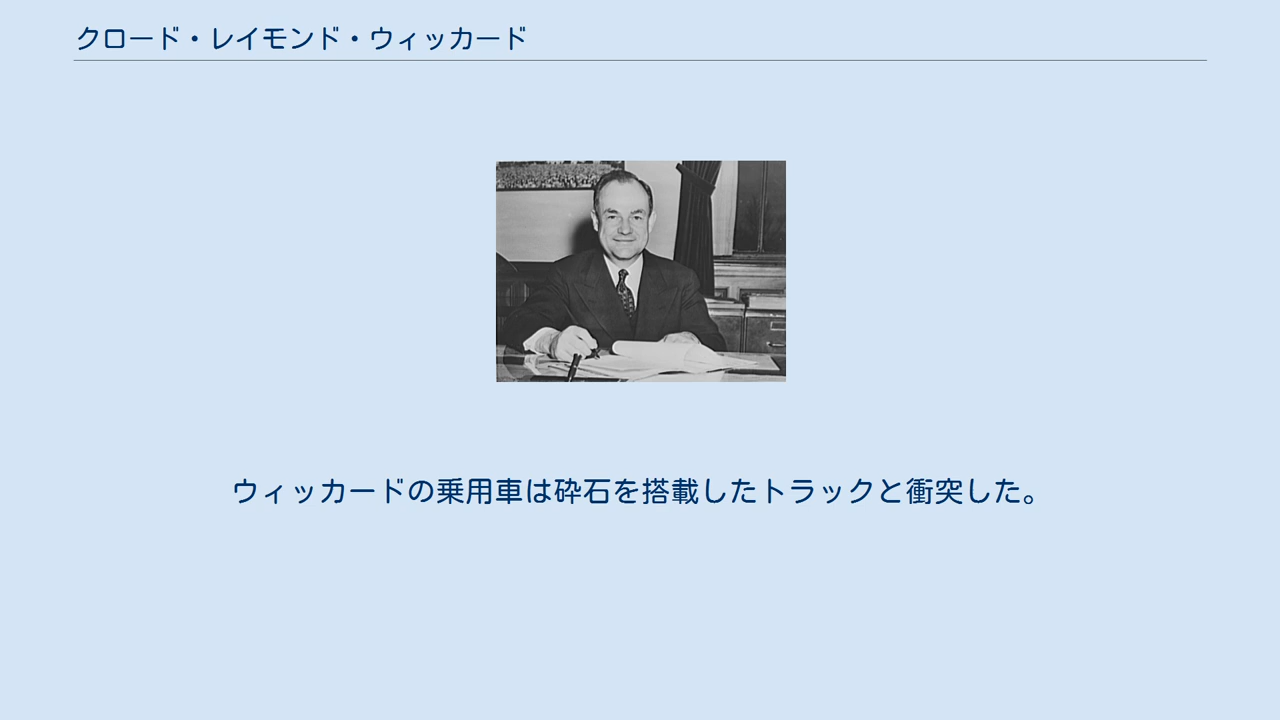 クロード・レイモンド・ウィッカード
ウィッカードの乗用車は砕石を搭載したトラックと衝突した。